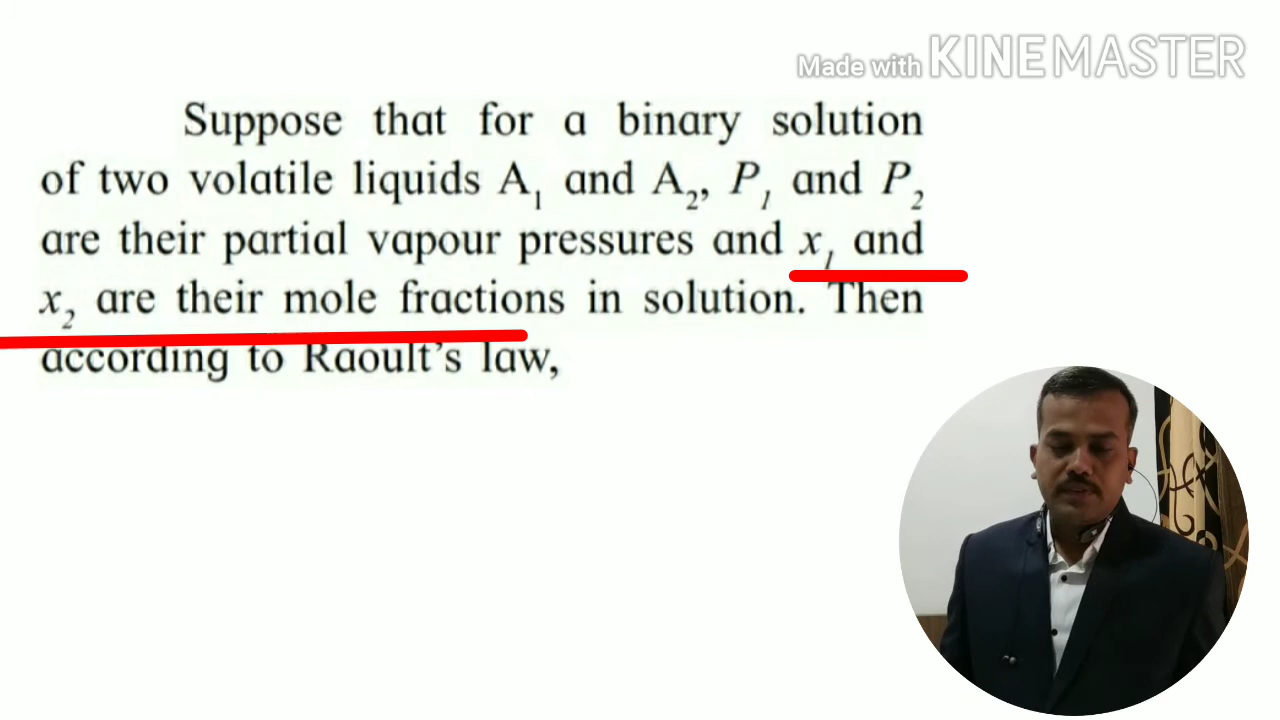 Made with KINEMASTER
Suppose that for a binary solution
of two volatile liquids A₁ and A₂, P₁ and P₂
are their partial vapour pressures and x₁ and
x₂ are their mole fractions in solution. Then
according to Raoult’s law,